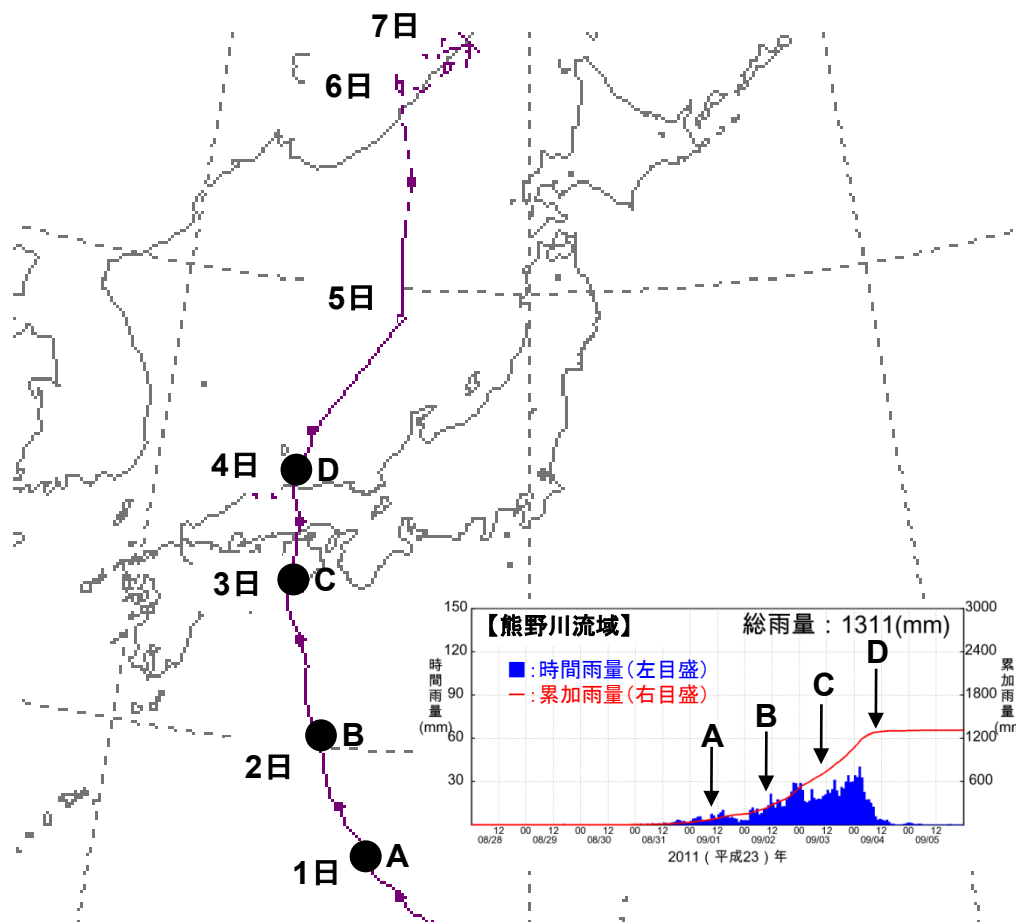 7日
6日
5日
4日
D
3日
C
B
2日
A
1日
【熊野川流域】
総雨量：1311(mm)
■：時間雨量（左目盛）
―：累加雨量（右目盛）
時間雨量
(mm)
150
120
90
60
30
累加雨量
(mm)
3000
2400
1800
1200
600
A
B
C
D
12 00 12 00 12 00 12 00 12 00 12 00 12 00 12 00 12
08/28 08/29 08/30 08/31 09/01 09/02 09/03 09/04 09/05
2011（平成23）年